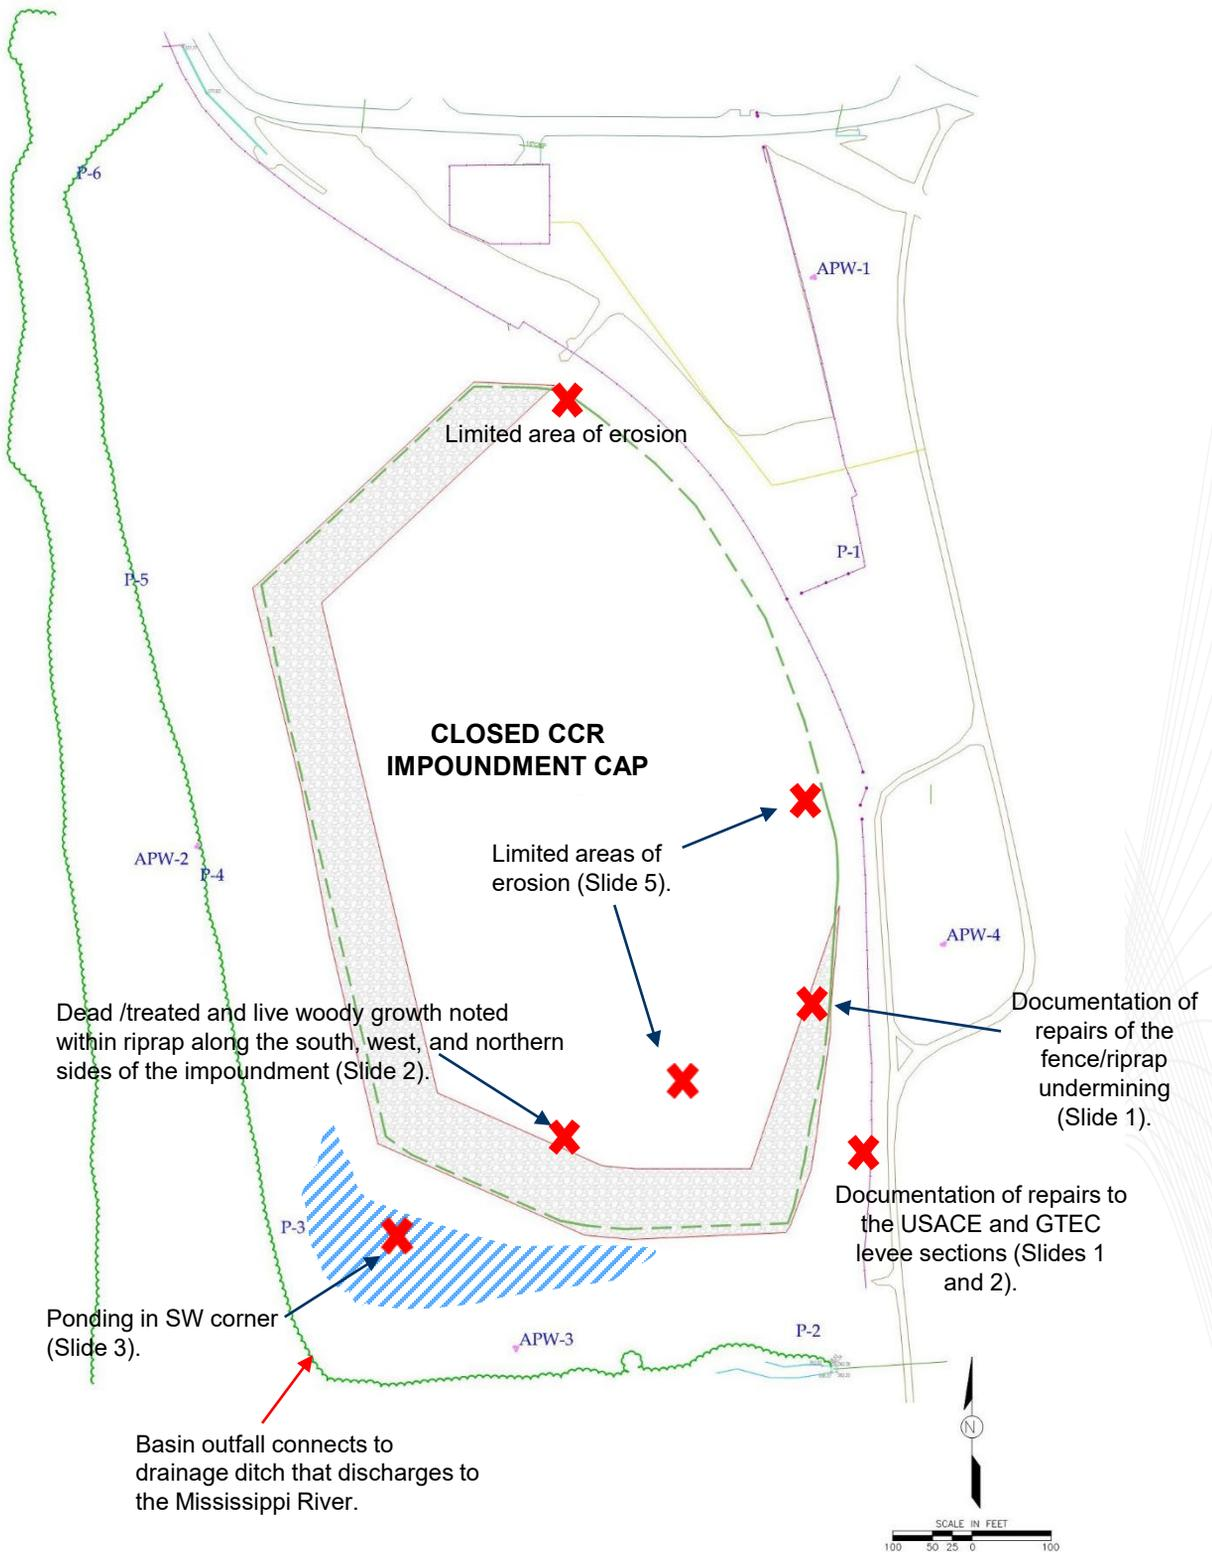 P-6
APW-1
Limited area of erosion
P-1
P-5
CLOSED CCR
IMPOUNDMENT CAP
Limited areas of
erosion (Slide 5).
APW-2
P-4
APW-4
Dead /treated and live woody growth noted
within riprap along the south, west, and northern
sides of the impoundment (Slide 2).
Documentation of
repairs of the
fence/riprap
undermining
(Slide 1).
Documentation of repairs to
the USACE and GTEC
levee sections (Slides 1
and 2).
P-3
Ponding in SW corner
(Slide 3).
APW-3
P-2
Basin outfall connects to
drainage ditch that discharges to
the Mississippi River.
N
SCALE IN FEET
100 50 25 0 100